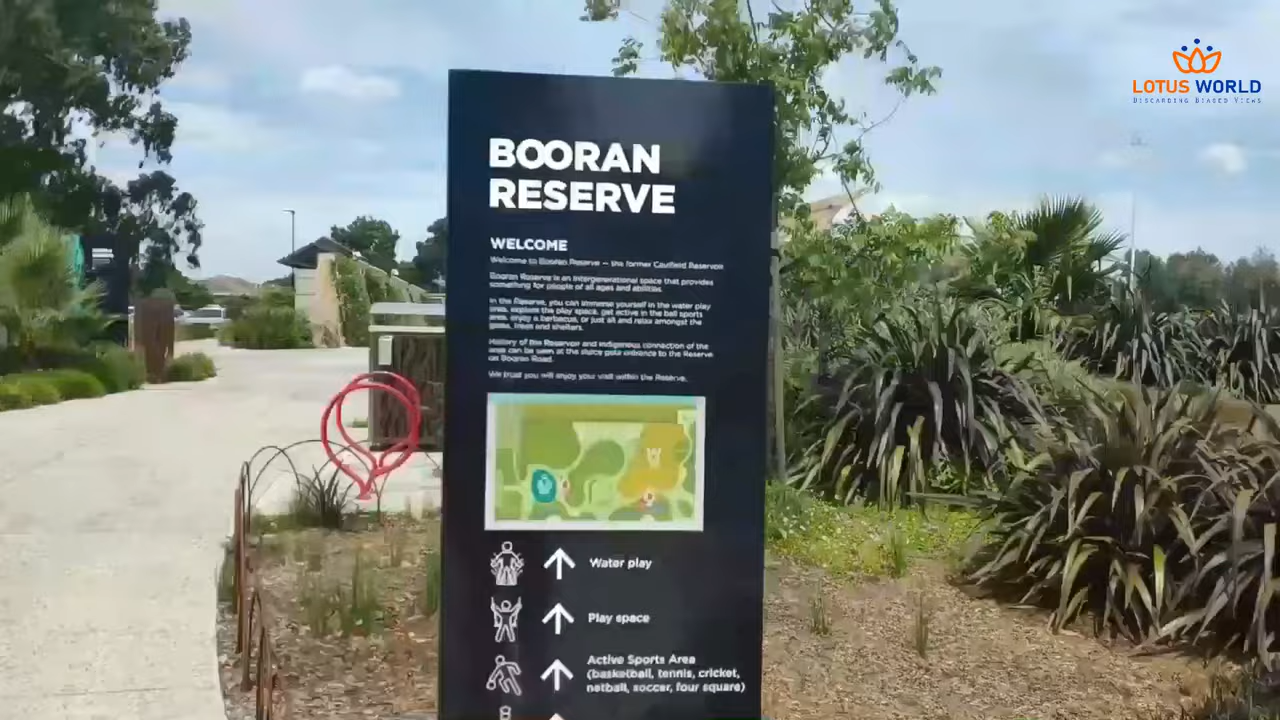 LOTUS WORLD
DISCARDING BIASED VIEWS
BOORAN
RESERVE
WELCOME
Welcome to Booran Reserve – the former Caulfield Reservoir.
Booran Reserve is an intergenerational space that provides
something for people of all ages and abilities.
In the Reserve, you can immerse yourself in the water play
area, explore the play space, get active in the ball sports
area, enjoy a barbecue, or just sit and relax amongst the
trees and shelters.
History of the Reservoir and indigenous connection of the
area can be seen at the sluice gate entrance to the Reserve
on Booran Road.
We trust you will enjoy your visit within the Reserve.
Water play
Play space
Active Sports Area
(basketball, tennis, cricket,
netball, soccer, four square)